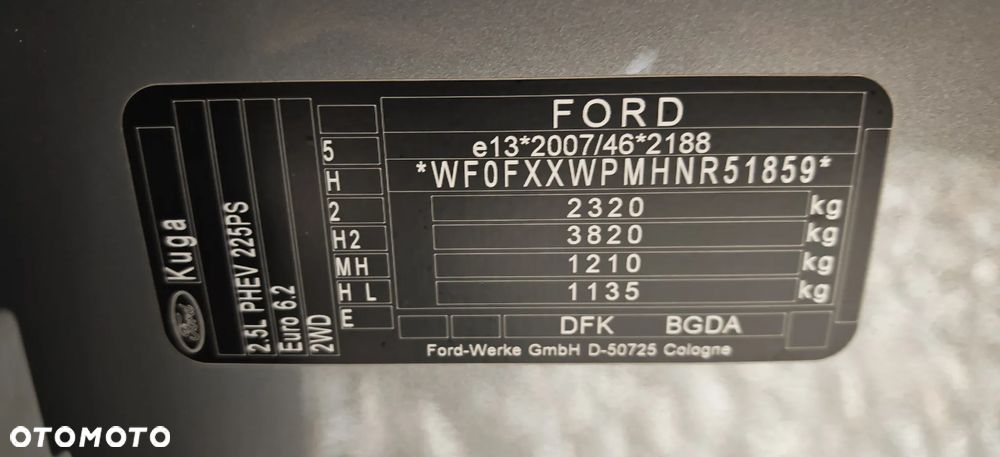 FORD
e13*2007/46*2188
*WF0FXXWPMHNR51859*
2320 kg
3820 kg
1210 kg
1135 kg
DFK BGDA
Ford-Werke GmbH D-50725 Cologne
5
H
2
H2
MH
H L
E
2WD
Euro 6.2
2.5L PHEV 225PS
Kuga
Ford
OTOMOTO